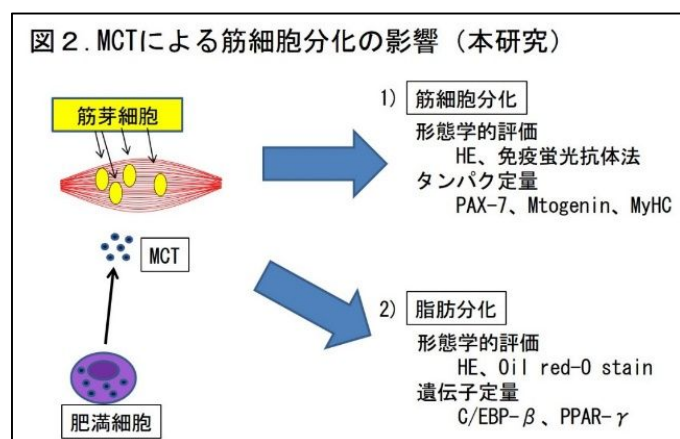 図２．MCTによる筋細胞分化の影響（本研究）
筋芽細胞
MCT
肥満細胞
1) 筋細胞分化
形態学的評価
HE、免疫蛍光抗体法
タンパク定量
PAX-7、Mtogenin、MyHC
2) 脂肪分化
形態学的評価
HE、Oil red-O stain
遺伝子定量
C/EBP-β、PPAR-γ